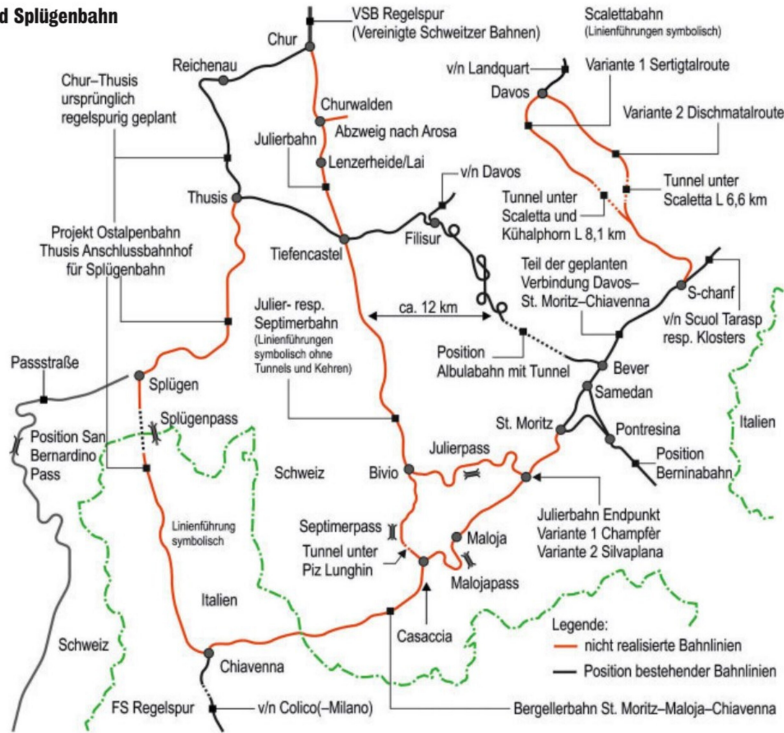 d Splügenbahn
VSB Regelspur
(Vereinigte Schweitzer Bahnen)
Chur
Reichenau
Chur–Thusis
ursprünglich
regelspurig geplant
Churwalden
Abzweig nach Arosa
Julierbahn
Lenzerheide/Lai
Scalettabahn
(Linienführungen symbolisch)
v/n Landquart
Variante 1 Sertigtalroute
Davos
Variante 2 Dischmatalroute
v/n Davos
Thusis
Tunnel unter
Scaletta und
Kühalphorn L 8,1 km
Tunnel unter
Scaletta L 6,6 km
Projekt Ostalpenbahn
Thusis Anschlussbahnhof
für Splügenbahn
Tiefencastel
Filisur
Teil der geplanten
Verbindung Davos–
St. Moritz–Chiavenna
S-chanf
v/n Scuol Tarasp
resp. Klosters
Julier- resp.
Septimerbahn
(Linienführungen
symbolisch ohne
Tunnels und Kehren)
ca. 12 km
Position
Albulabahn mit Tunnel
Bever
Samedan
Passstraße
Splügen
Splügenpass
Position San
Bernardino
Pass
St. Moritz
Pontresina
Italien
Position
Berninabahn
Schweiz
Bivio
Julierpass
Julierbahn Endpunkt
Variante 1 Champfèr
Variante 2 Silvaplana
Linienführung
symbolisch
Septimerpass
Tunnel unter
Piz Lunghin
Maloja
Malojapass
Italien
Casaccia
Schweiz
Chiavenna
Legende:
nicht realisierte Bahnlinien
Position bestehender Bahnlinien
FS Regelspur
v/n Colico(–Milano)
Bergellerbahn St. Moritz–Maloja–Chiavenna